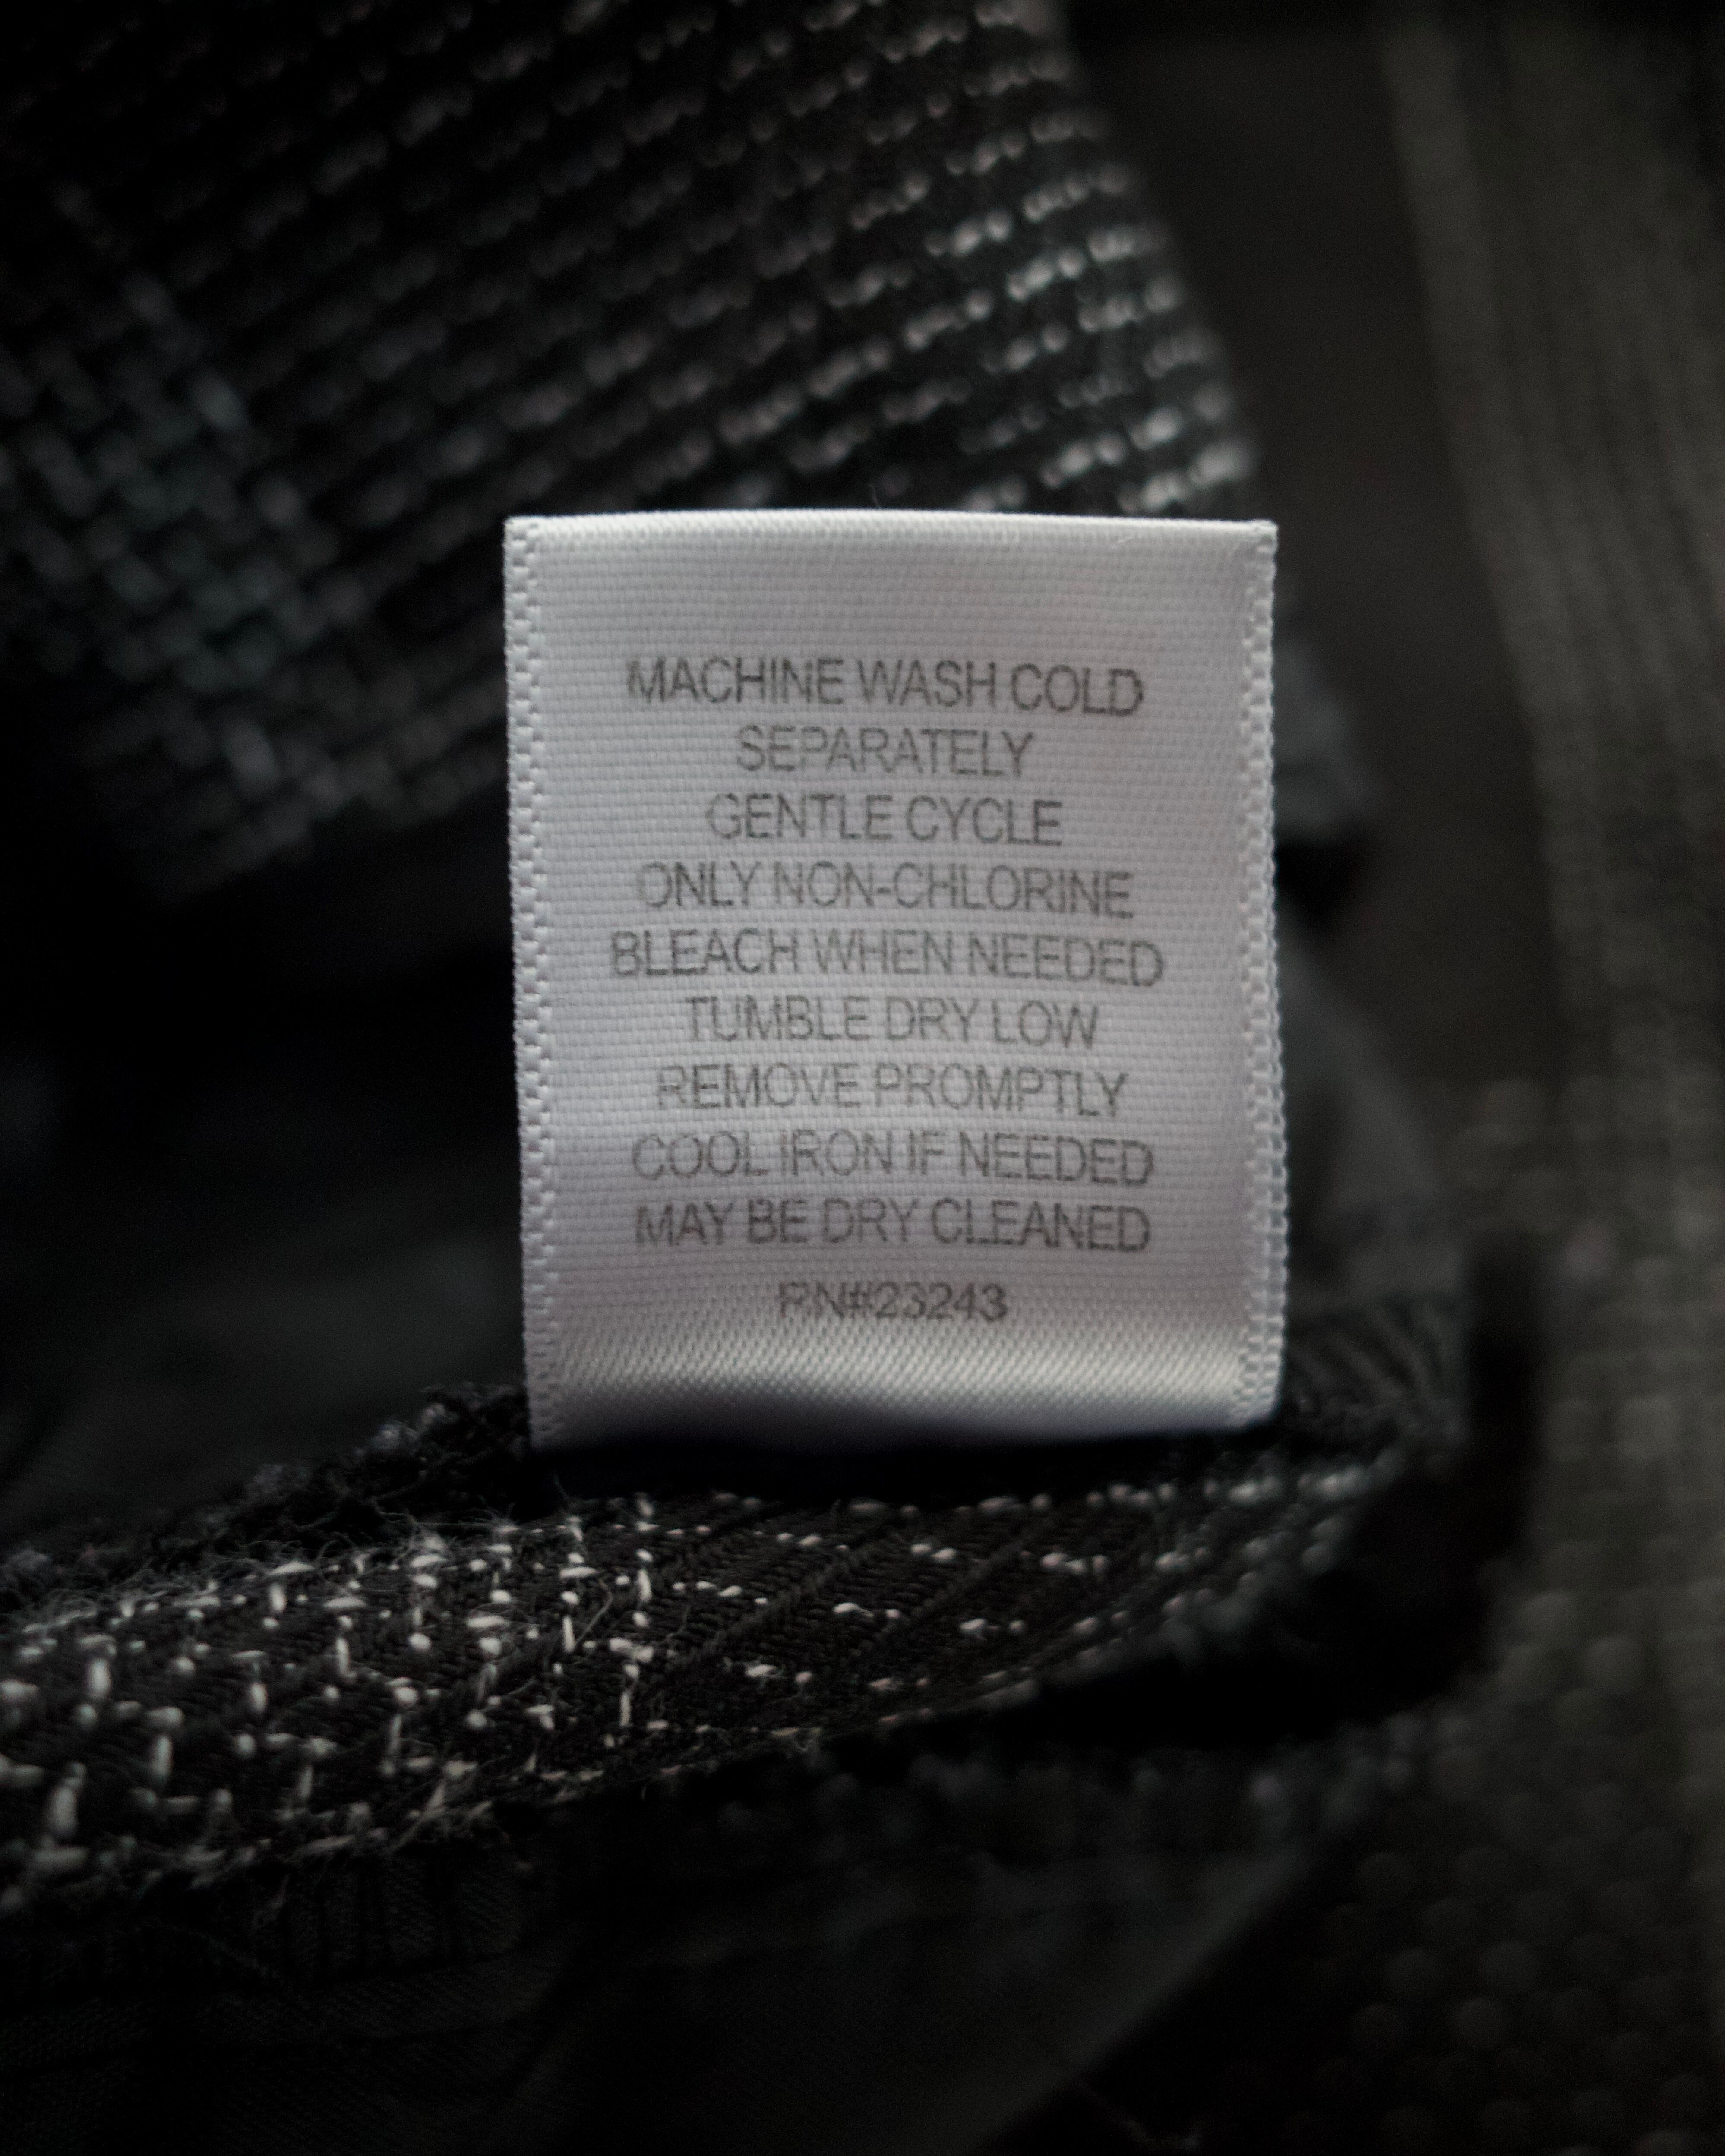 MACHINE WASH COLD
SEPARATELY
GENTLE CYCLE
ONLY NON-CHLORINE
BLEACH WHEN NEEDED
TUMBLE DRY LOW
REMOVE PROMPTLY
COOL IRON IF NEEDED
MAY BE DRY CLEANED
RN#23243